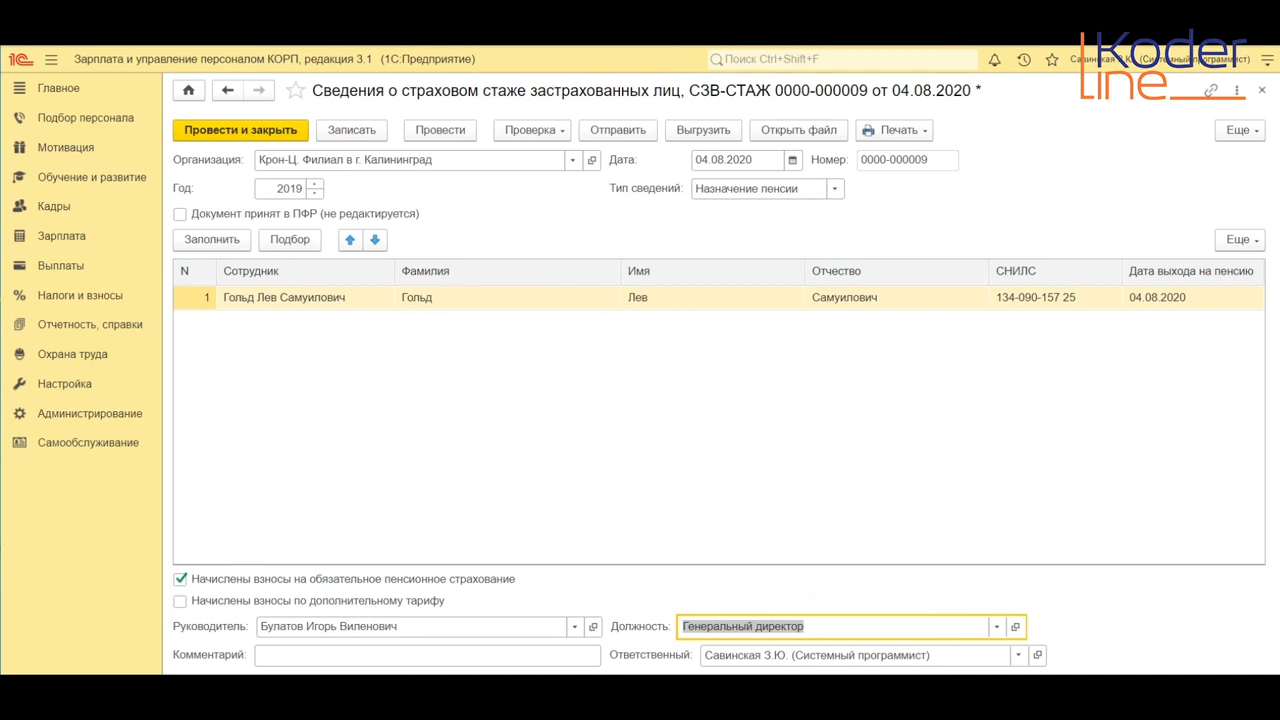 Koder
line
1С Зарплата и управление персоналом КОРП, редакция 3.1 (1С:Предприятие) Поиск Ctrl+Shift+F Савинская З.Ю. (Системный программист)
Главное
Подбор персонала
Мотивация
Обучение и развитие
Кадры
Зарплата
Выплаты
Налоги и взносы
Отчетность, справки
Охрана труда
Настройка
Администрирование
Самообслуживание
Сведения о страховом стаже застрахованных лиц, СЗВ-СТАЖ 0000-000009 от 04.08.2020 *
Провести и закрыть Записать Провести Проверка Отправить Выгрузить Открыть файл Печать Еще
Организация: Крон-Ц. Филиал в г. Калининград Дата: 04.08.2020 Номер: 0000-000009
Год: 2019 Тип сведений: Назначение пенсии
Документ принят в ПФР (не редактируется)
Заполнить Подбор Еще
N Сотрудник Фамилия Имя Отчество СНИЛС Дата выхода на пенсию
1 Гольд Лев Самуилович Гольд Лев Самуилович 134-090-157 25 04.08.2020
Начислены взносы на обязательное пенсионное страхование
Начислены взносы по дополнительному тарифу
Руководитель: Булатов Игорь Виленович Должность: Генеральный директор
Комментарий: Ответственный: Савинская З.Ю. (Системный программист)